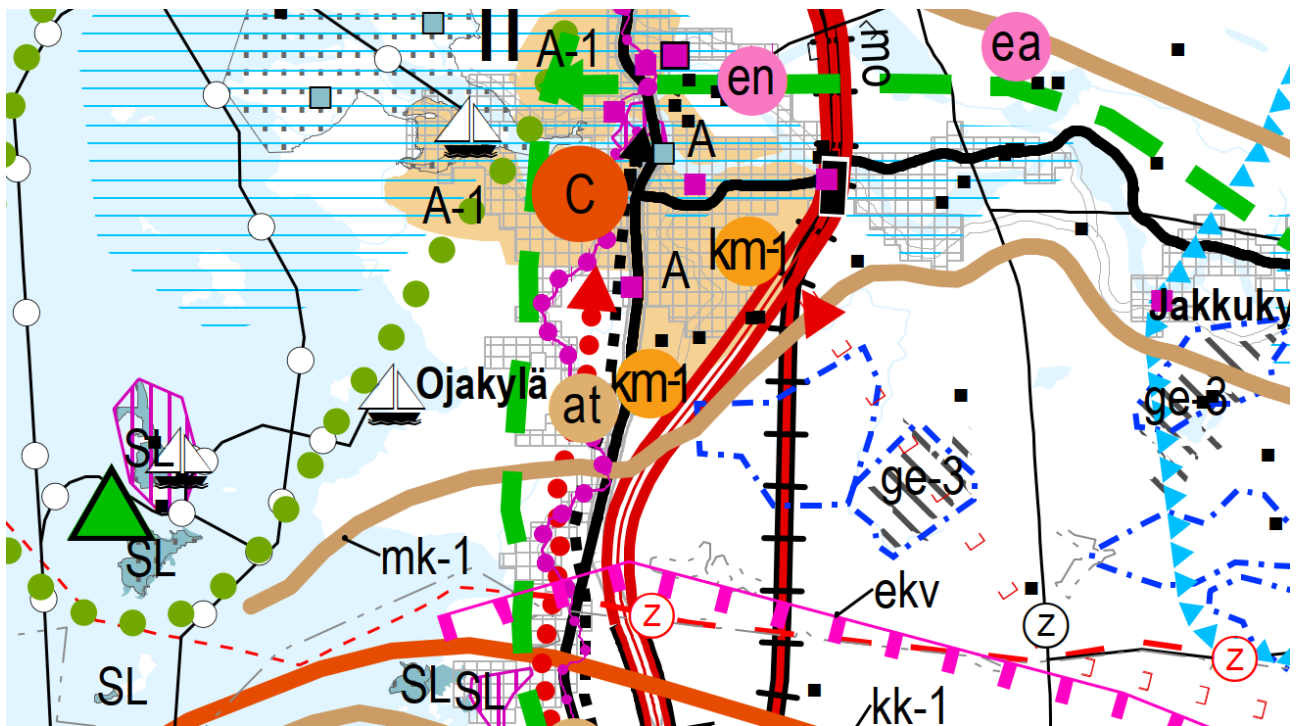 II
A-1
en
mo
ea
A
C
A-1
A
km-1
Jakkuky
Ojakylä
at
km-1
ge-3
SL
ge-3
mk-1
SL
ekv
z
z
z
SL
SL
SL
kk-1